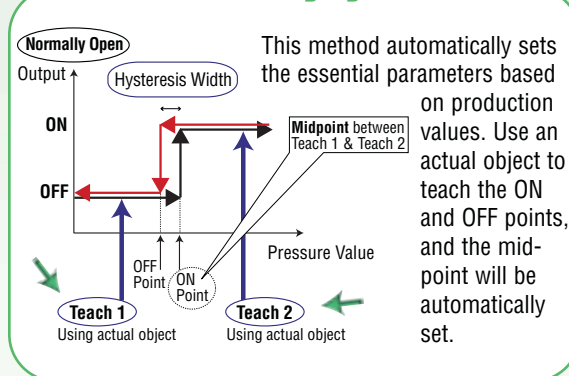 Normally Open
Output
Hysteresis Width
ON
OFF
Midpoint between
Teach 1 & Teach 2
Pressure Value
OFF
Point
ON
Point
Teach 1
Using actual object
Teach 2
Using actual object
This method automatically sets
the essential parameters based
on production
values. Use an
actual object to
teach the ON
and OFF points,
and the mid-
point will be
automatically
set.